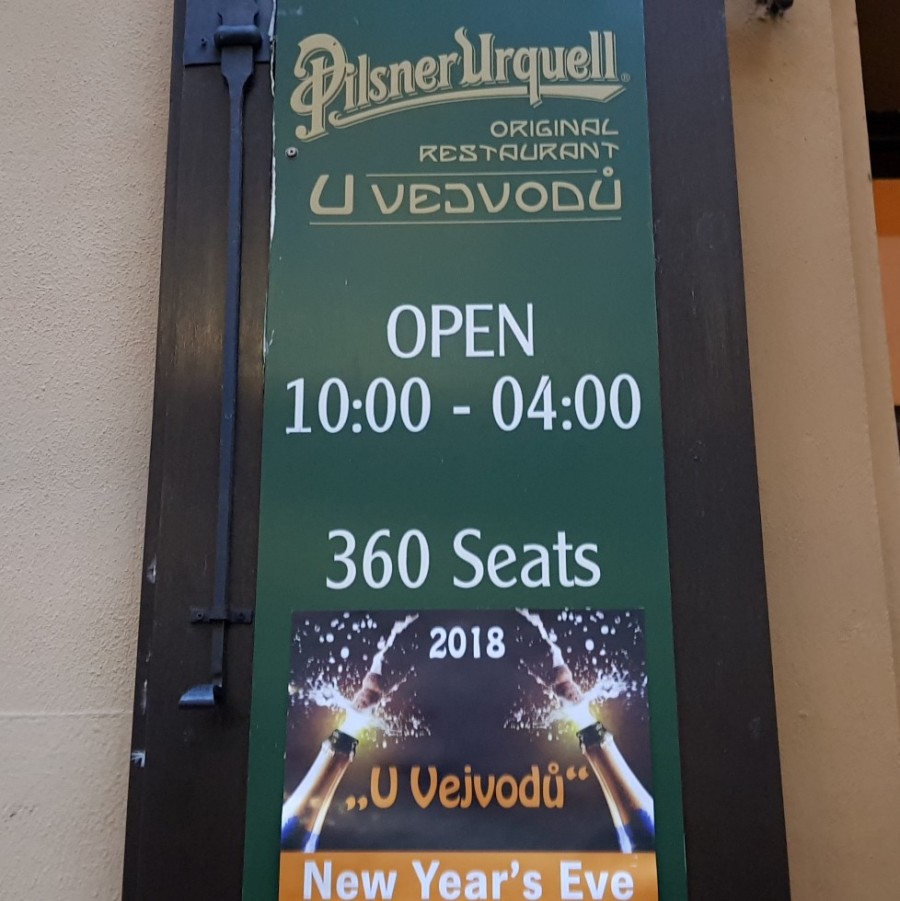 Pilsner Urquell®
ORIGINAL
RESTAURANT
U VEJVODŮ
OPEN
10:00 - 04:00
360 Seats
2018
„U Vejvodů“
New Year's Eve